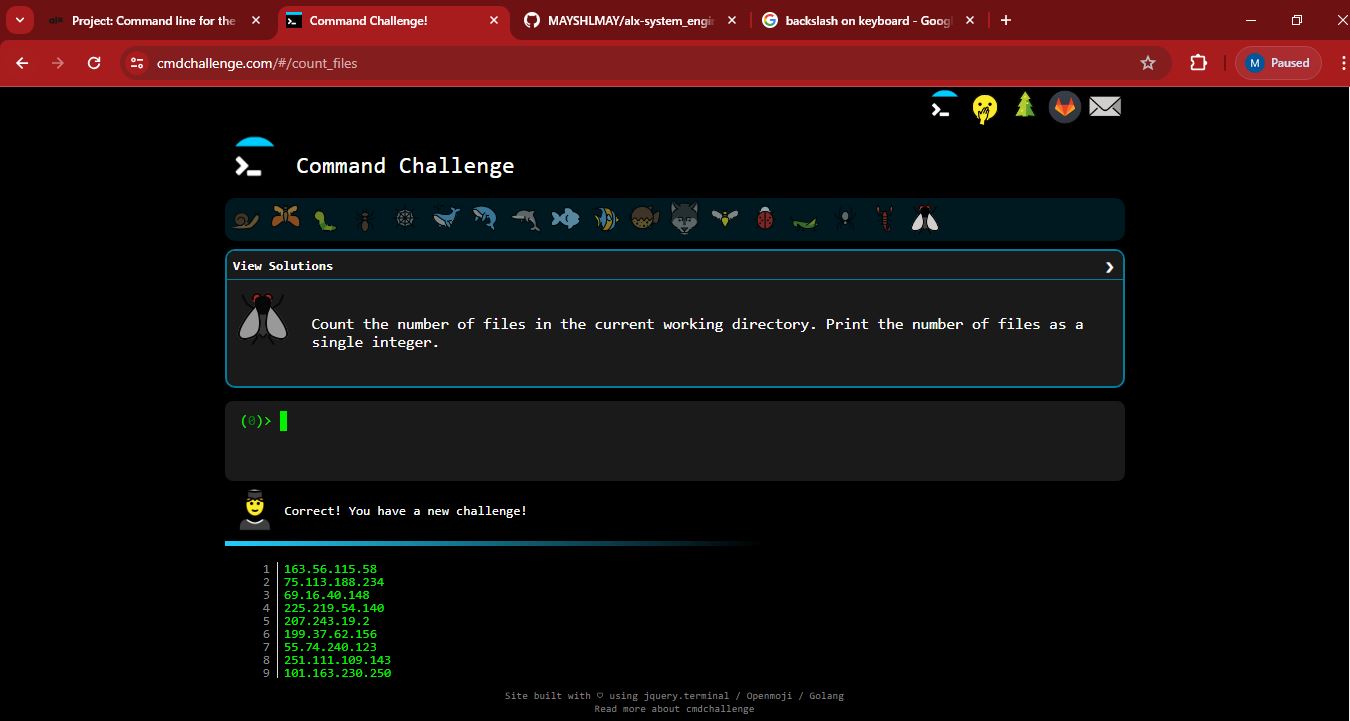 alx Project: Command line for the
Command Challenge!
MAYSHLMAY/alx-system_engi
backslash on keyboard - Goog
cmdchallenge.com/#/count_files
M Paused
Command Challenge
View Solutions
Count the number of files in the current working directory. Print the number of files as a
single integer.
(0)>
Correct! You have a new challenge!
1 163.56.115.58
2 75.113.188.234
3 69.16.40.148
4 225.219.54.140
5 207.243.19.2
6 199.37.62.156
7 55.74.240.123
8 251.111.109.143
9 101.163.230.250
Site built with ♡ using jquery.terminal / Openmoji / Golang
Read more about cmdchallenge